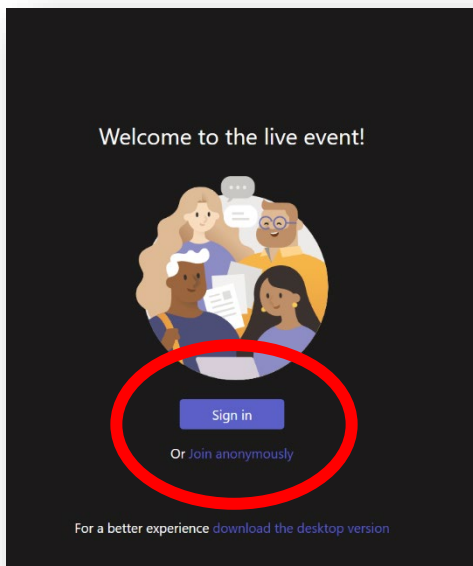 Welcome to the live event!
Sign in
Or Join anonymously
For a better experience download the desktop version